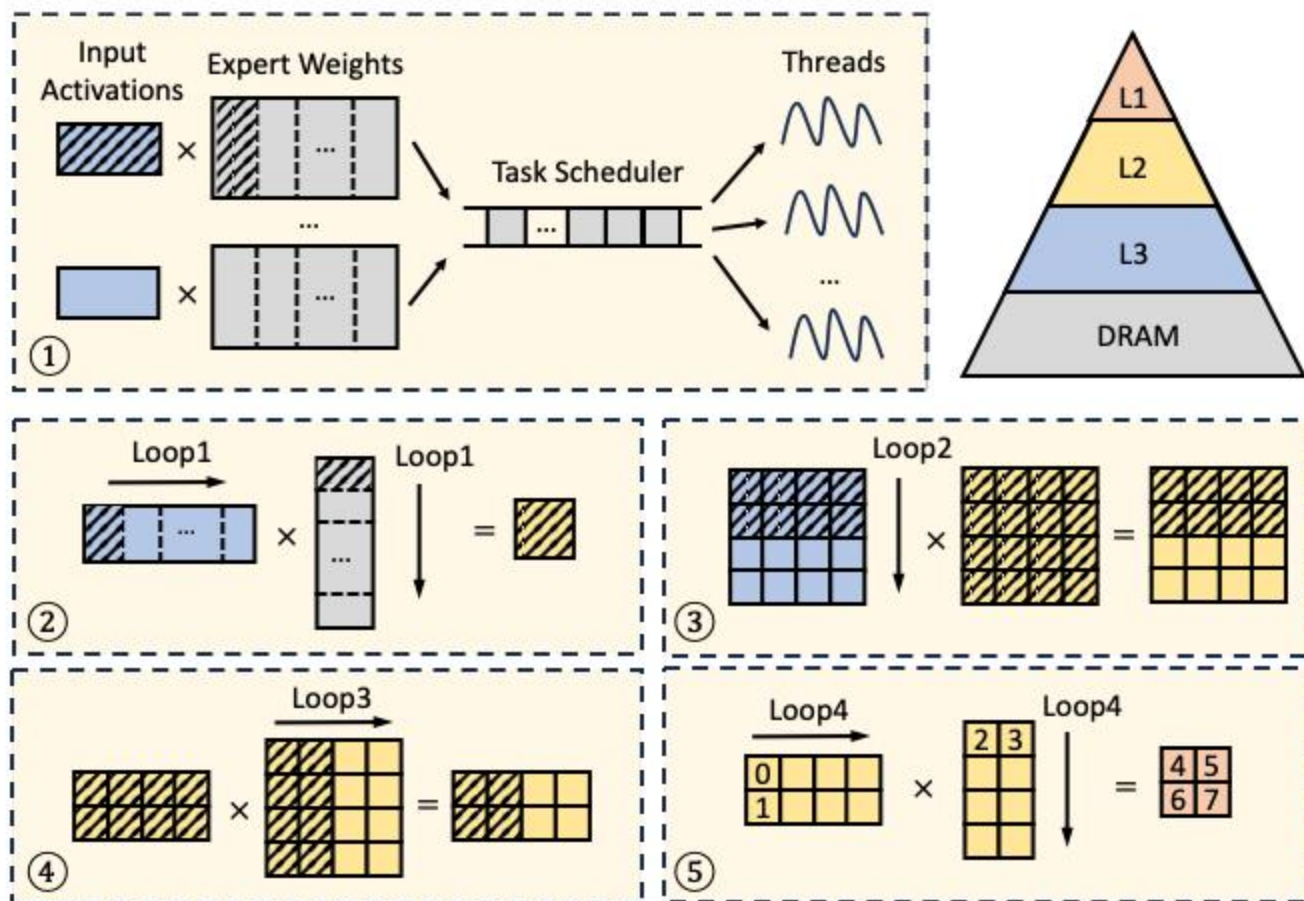 Input
Activations
Expert Weights
×
...
...
×
...
①
Task Scheduler
...
Threads
...
L1
L2
L3
DRAM
Loop1
Loop1
...
×
...
=
②
Loop2
×
=
③
Loop3
×
=
④
Loop4
Loop4
0
1
×
2 3
=
4 5
6 7
⑤